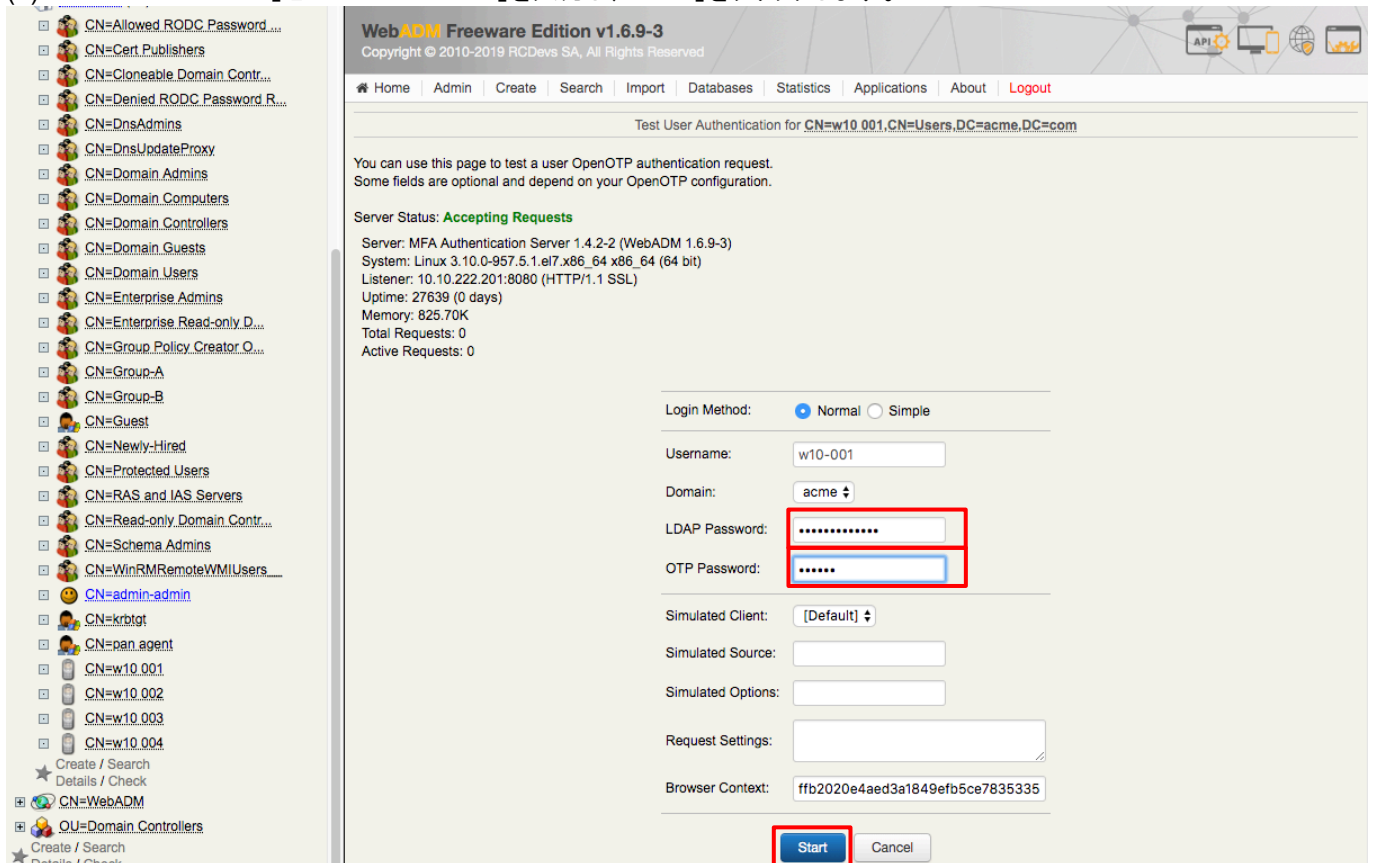 CN=Allowed RODC Password ...
CN=Cert Publishers
CN=Cloneable Domain Contr...
CN=Denied RODC Password R...
CN=DnsAdmins
CN=DnsUpdateProxy
CN=Domain Admins
CN=Domain Computers
CN=Domain Controllers
CN=Domain Guests
CN=Domain Users
CN=Enterprise Admins
CN=Enterprise Read-only D...
CN=Group Policy Creator O...
CN=Group-A
CN=Group-B
CN=Guest
CN=Newly-Hired
CN=Protected Users
CN=RAS and IAS Servers
CN=Read-only Domain Contr...
CN=Schema Admins
CN=WinRMRemoteWMIUsers__
CN=admin-admin
CN=krbtgt
CN=pan agent
CN=w10 001
CN=w10 002
CN=w10 003
CN=w10 004
Create / Search
Details / Check
CN=WebADM
OU=Domain Controllers
Create / Search
Details / Check
WebADM Freeware Edition v1.6.9-3
Copyright © 2010-2019 RCDevs SA, All Rights Reserved
API
Home Admin Create Search Import Databases Statistics Applications About Logout
Test User Authentication for CN=w10 001,CN=Users,DC=acme,DC=com
You can use this page to test a user OpenOTP authentication request.
Some fields are optional and depend on your OpenOTP configuration.
Server Status: Accepting Requests
Server: MFA Authentication Server 1.4.2-2 (WebADM 1.6.9-3)
System: Linux 3.10.0-957.5.1.el7.x86_64 x86_64 (64 bit)
Listener: 10.10.222.201:8080 (HTTP/1.1 SSL)
Uptime: 27639 (0 days)
Memory: 825.70K
Total Requests: 0
Active Requests: 0
Login Method: Normal Simple
Username: w10-001
Domain: acme
LDAP Password: •••••••••••••
OTP Password: ••••••
Simulated Client: [Default]
Simulated Source:
Simulated Options:
Request Settings:
Browser Context: ffb2020e4aed3a1849efb5ce7835335
Start Cancel